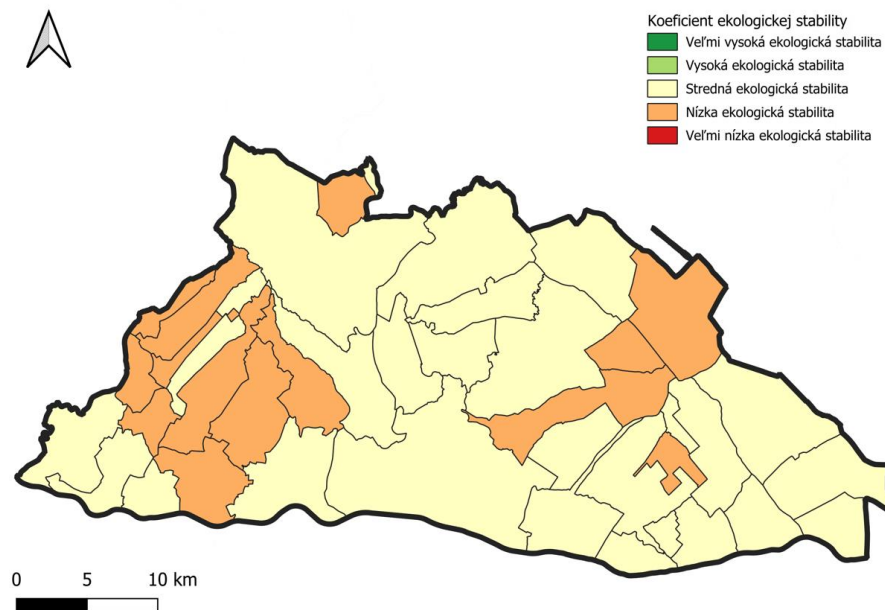 Koeficient ekologickej stability
Veľmi vysoká ekologická stabilita
Vysoká ekologická stabilita
Stredná ekologická stabilita
Nízka ekologická stabilita
Veľmi nízka ekologická stabilita
0 5 10 km